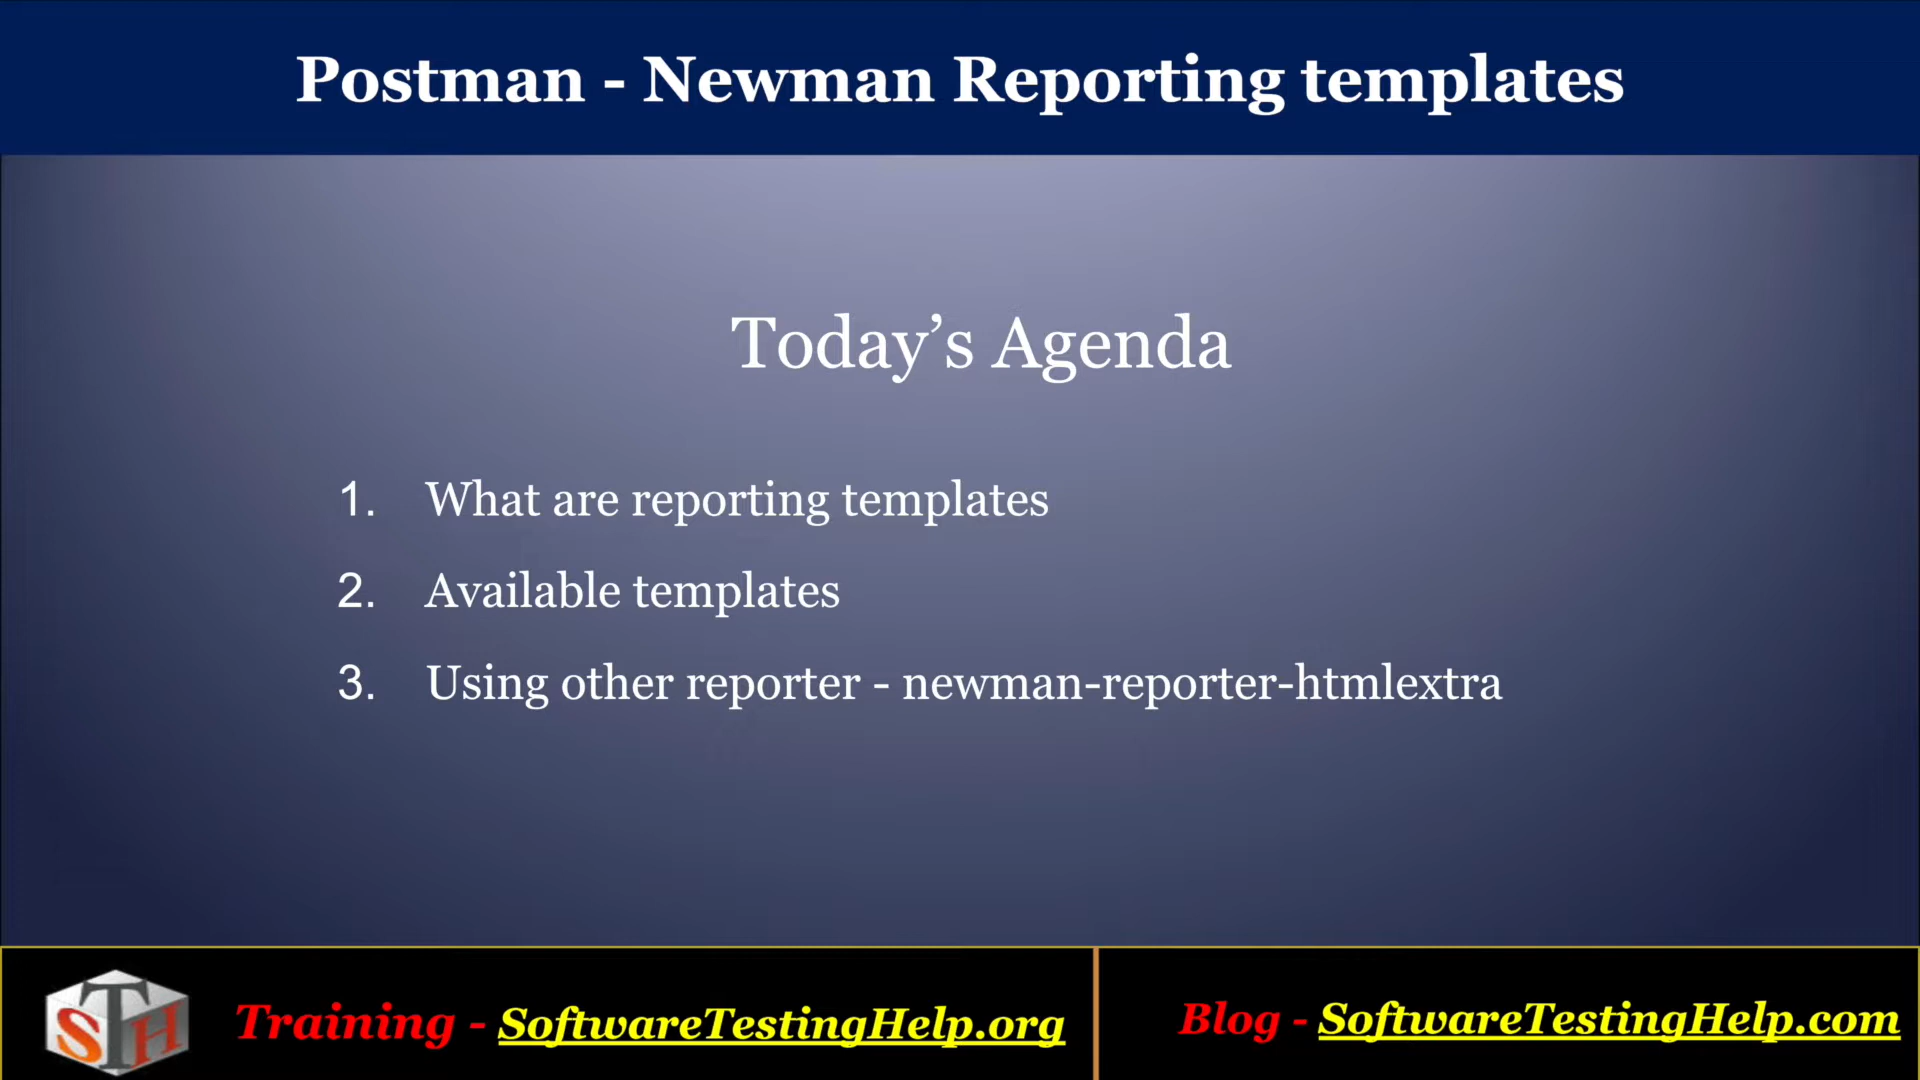 Postman - Newman Reporting templates
Today’s Agenda
1. What are reporting templates
2. Available templates
3. Using other reporter - newman-reporter-htmlextra
STH
Training - SoftwareTestingHelp.org
Blog - SoftwareTestingHelp.com